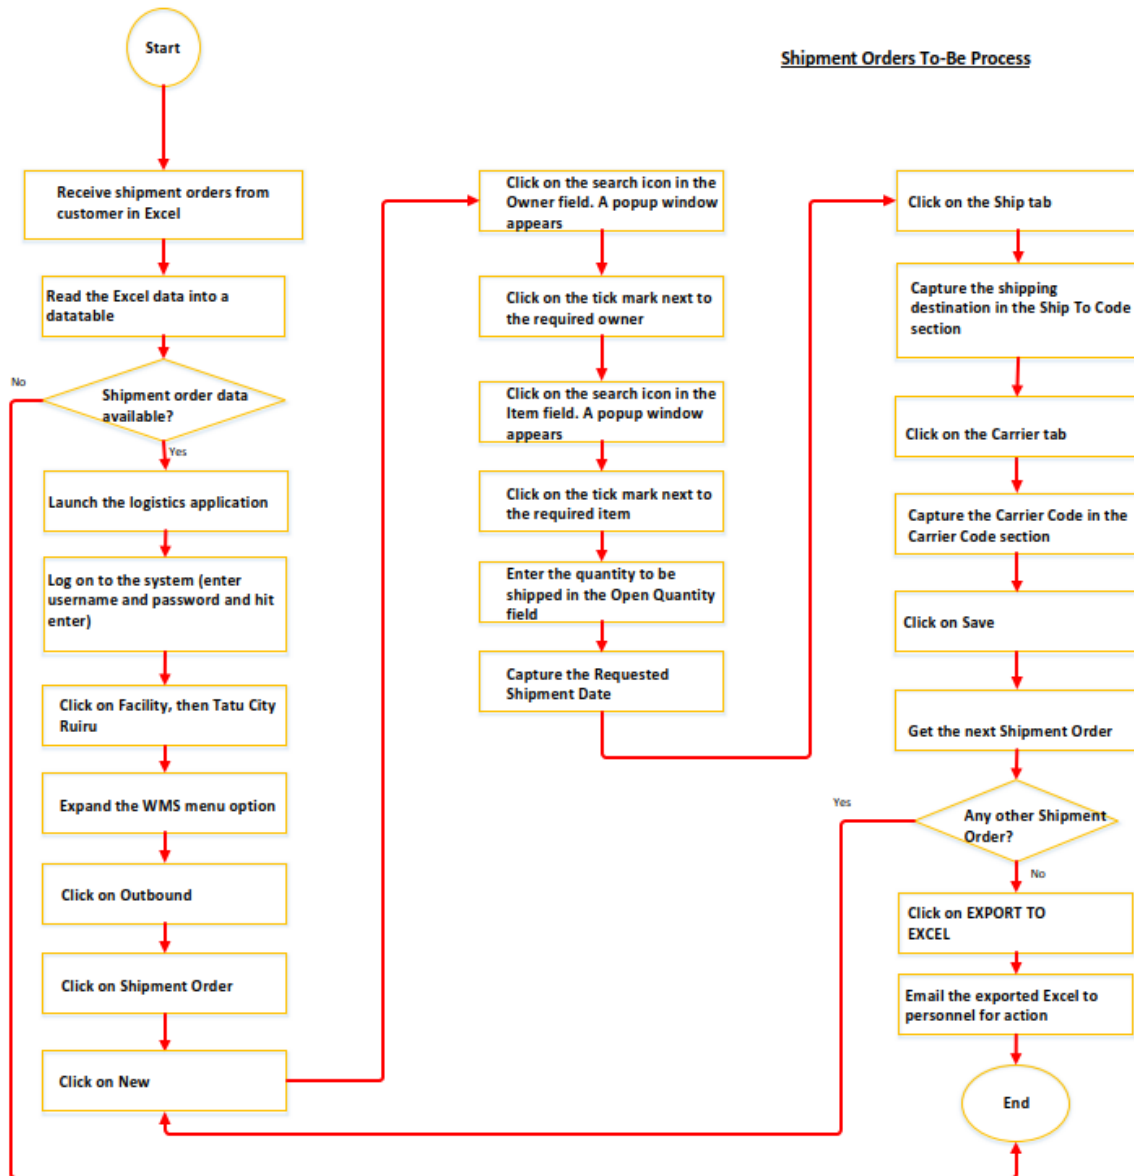 Start
Shipment Orders To-Be Process
Receive shipment orders from
customer in Excel
Read the Excel data into a
datatable
No
Shipment order data
available?
Yes
Launch the logistics application
Log on to the system (enter
username and password and hit
enter)
Click on Facility, then Tatu City
Ruiru
Expand the WMS menu option
Click on Outbound
Click on Shipment Order
Click on New
Click on the search icon in the
Owner field. A popup window
appears
Click on the tick mark next to
the required owner
Click on the search icon in the
Item field. A popup window
appears
Click on the tick mark next to
the required item
Enter the quantity to be
shipped in the Open Quantity
field
Capture the Requested
Shipment Date
Click on the Ship tab
Capture the shipping
destination in the Ship To Code
section
Click on the Carrier tab
Capture the Carrier Code in the
Carrier Code section
Click on Save
Get the next Shipment Order
Yes
Any other Shipment
Order?
No
Click on EXPORT TO
EXCEL
Email the exported Excel to
personnel for action
End